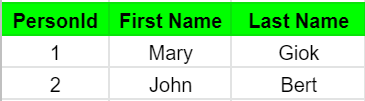 PersonId First Name Last Name
1 Mary Giok
2 John Bert